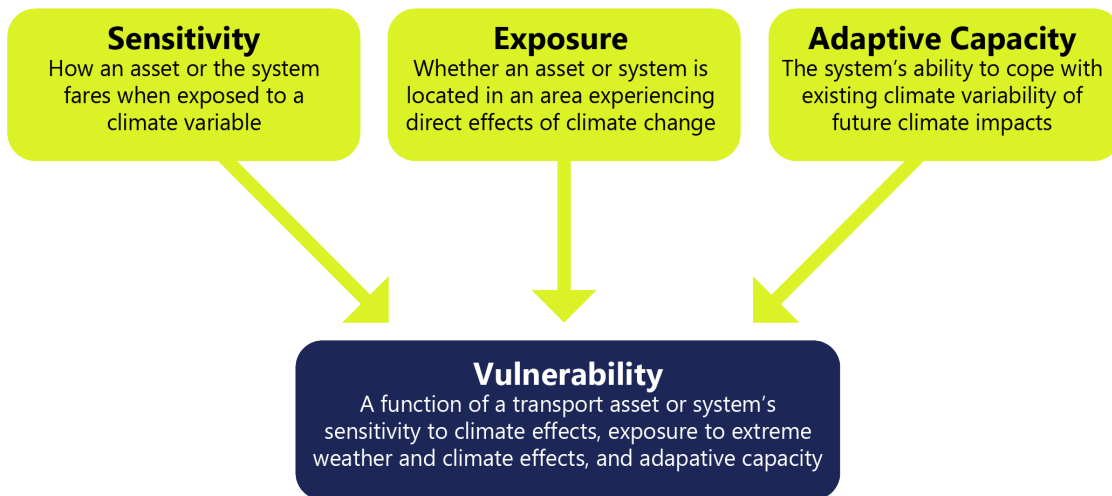 Sensitivity
How an asset or the system
fares when exposed to a
climate variable
Exposure
Whether an asset or system is
located in an area experiencing
direct effects of climate change
Adaptive Capacity
The system’s ability to cope with
existing climate variability of
future climate impacts
Vulnerability
A function of a transport asset or system’s
sensitivity to climate effects, exposure to extreme
weather and climate effects, and adapative capacity